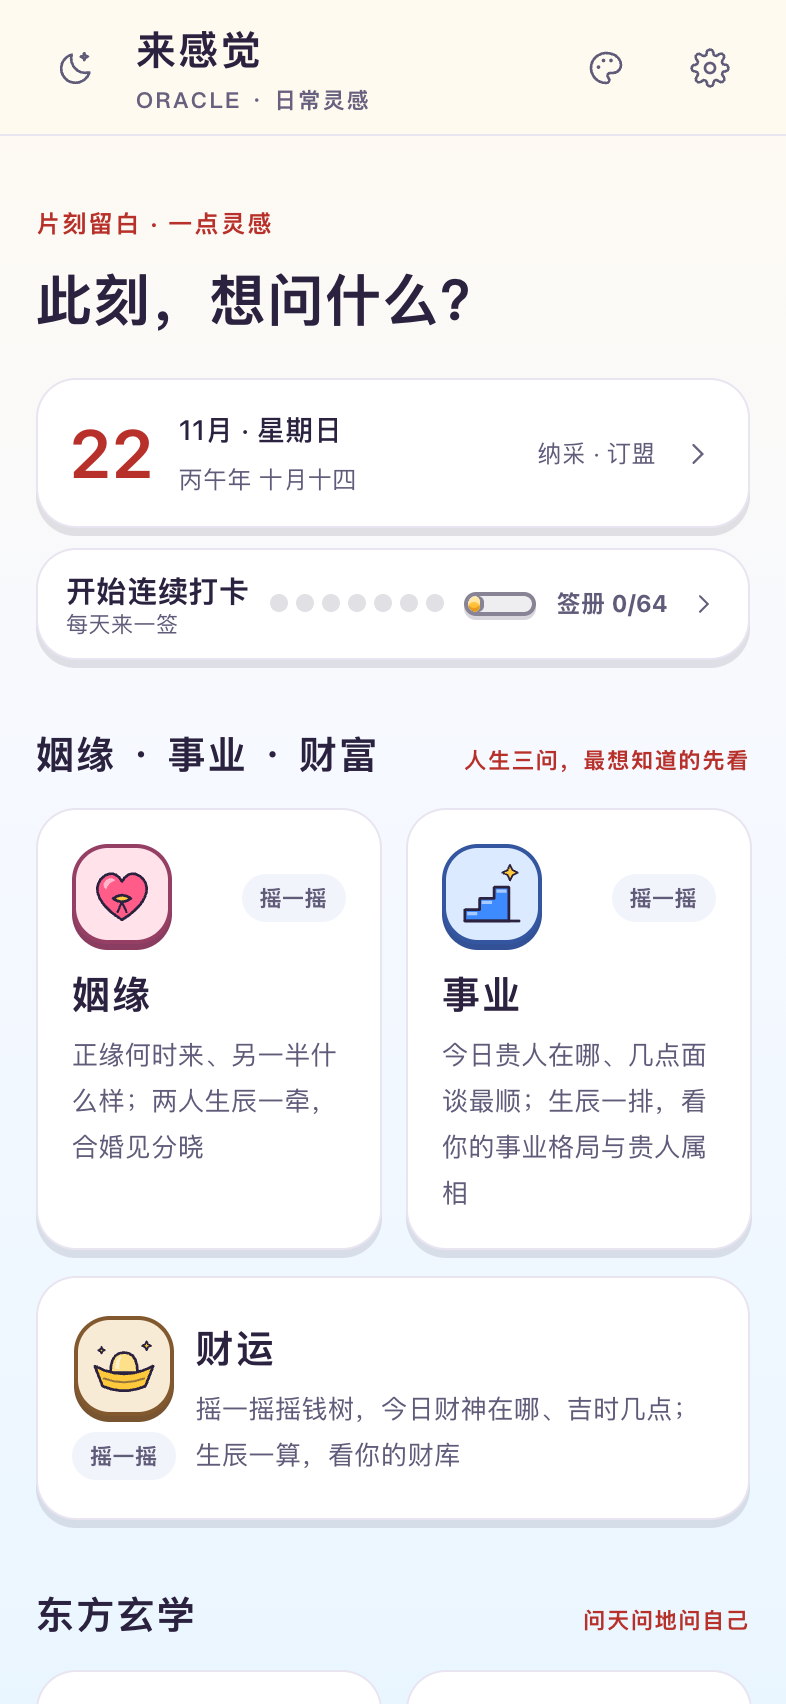 来感觉
ORACLE · 日常灵感
片刻留白 · 一点灵感
此刻，想问什么?
22
11月 · 星期日
丙午年 十月十四
纳采 · 订盟
开始连续打卡
每天来一签
签册 0/64
姻缘 · 事业 · 财富
人生三问，最想知道的先看
摇一摇
姻缘
正缘何时来、另一半什
么样；两人生辰一牵，
合婚见分晓
摇一摇
事业
今日贵人在哪、几点面
谈最顺；生辰一排，看
你的事业格局与贵人属
相
财运
摇一摇摇钱树，今日财神在哪、吉时几点；
生辰一算，看你的财库
摇一摇
东方玄学
问天问地问自己